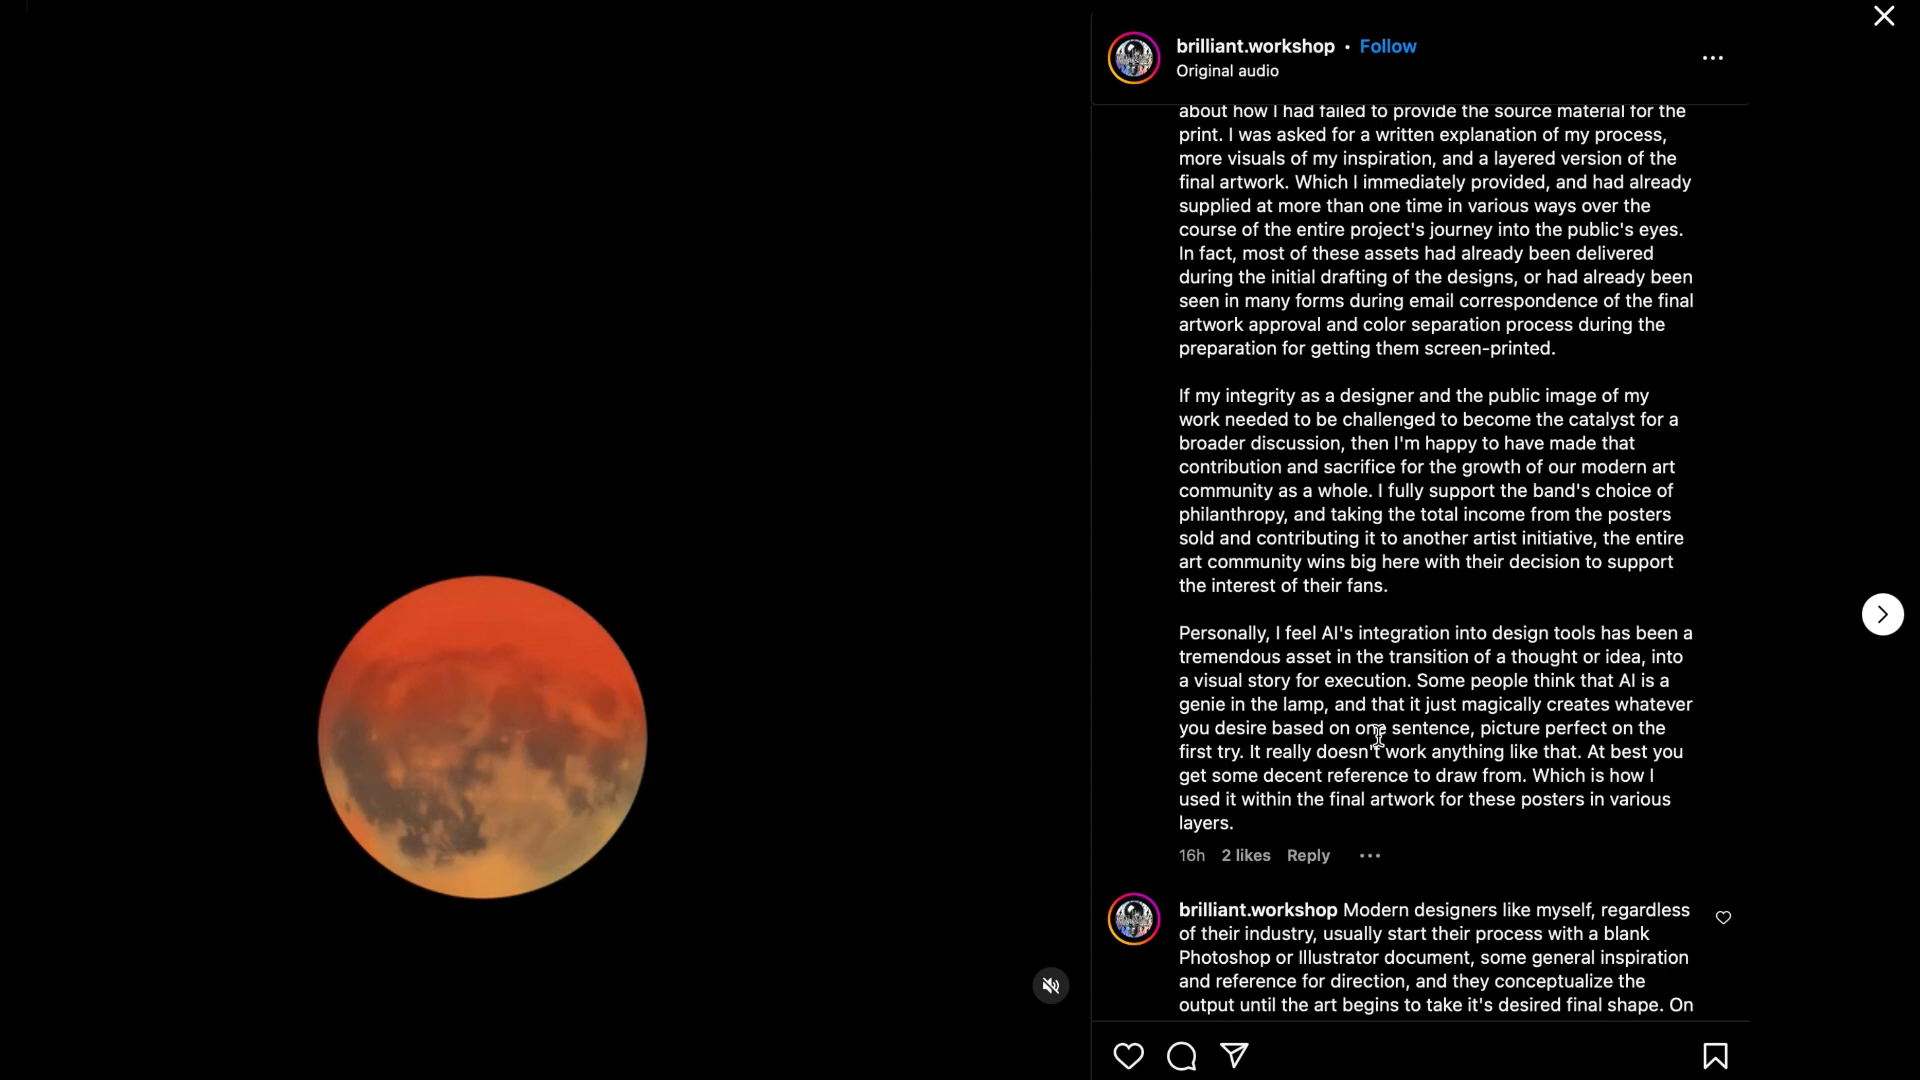 brilliant.workshop • Follow
Original audio
about how I had failed to provide the source material for the
print. I was asked for a written explanation of my process,
more visuals of my inspiration, and a layered version of the
final artwork. Which I immediately provided, and had already
supplied at more than one time in various ways over the
course of the entire project's journey into the public's eyes.
In fact, most of these assets had already been delivered
during the initial drafting of the designs, or had already been
seen in many forms during email correspondence of the final
artwork approval and color separation process during the
preparation for getting them screen-printed.
If my integrity as a designer and the public image of my
work needed to be challenged to become the catalyst for a
broader discussion, then I'm happy to have made that
contribution and sacrifice for the growth of our modern art
community as a whole. I fully support the band's choice of
philanthropy, and taking the total income from the posters
sold and contributing it to another artist initiative, the entire
art community wins big here with their decision to support
the interest of their fans.
Personally, I feel AI's integration into design tools has been a
tremendous asset in the transition of a thought or idea, into
a visual story for execution. Some people think that AI is a
genie in the lamp, and that it just magically creates whatever
you desire based on one sentence, picture perfect on the
first try. It really doesn't work anything like that. At best you
get some decent reference to draw from. Which is how I
used it within the final artwork for these posters in various
layers.
16h 2 likes Reply
brilliant.workshop Modern designers like myself, regardless
of their industry, usually start their process with a blank
Photoshop or Illustrator document, some general inspiration
and reference for direction, and they conceptualize the
output until the art begins to take it's desired final shape. On